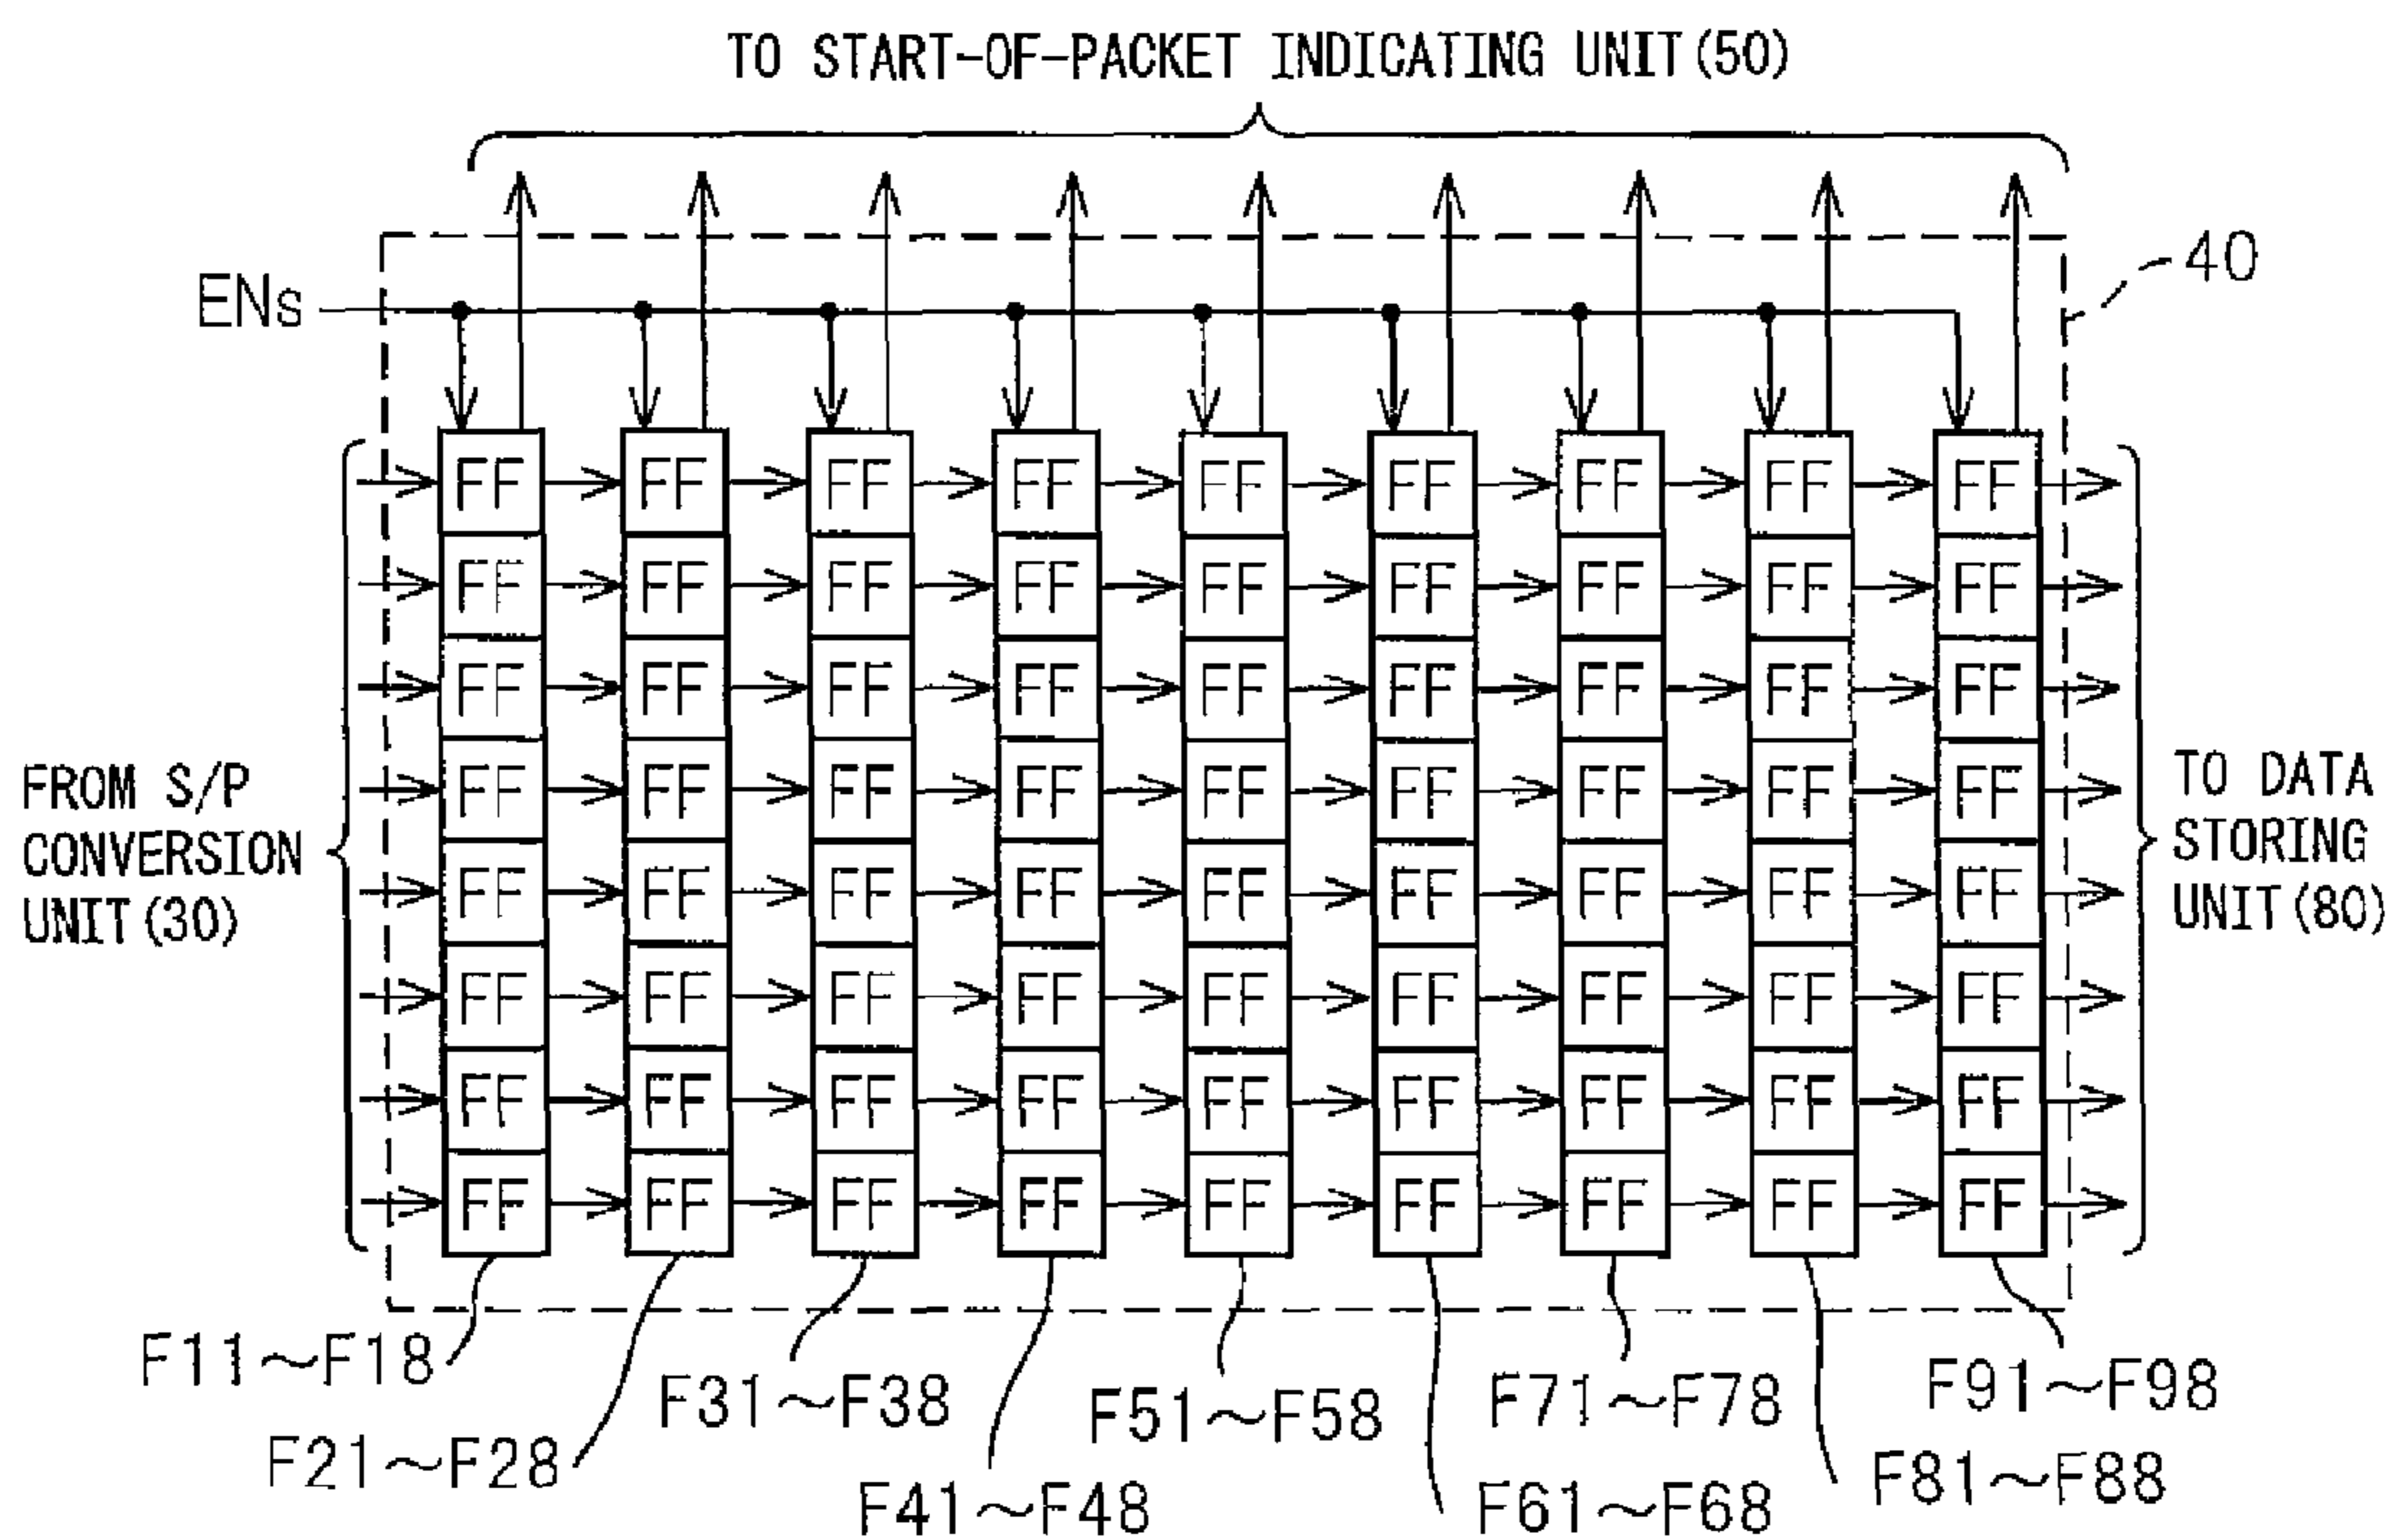 TO START-OF-PACKET INDICATING UNIT(50)
40
ENs
FF FF FF FF FF FF FF FF FF
FF FF FF FF FF FF FF FF FF
FF FF FF FF FF FF FF FF FF
FF FF FF FF FF FF FF FF FF
FF FF FF FF FF FF FF FF FF
FF FF FF FF FF FF FF FF FF
FF FF FF FF FF FF FF FF FF
FF FF FF FF FF FF FF FF FF
FROM S/P
CONVERSION
UNIT(30)
TO DATA
STORING
UNIT(80)
F11~F18
F21~F28
F31~F38
F41~F48
F51~F58
F61~F68
F71~F78
F81~F88
F91~F98